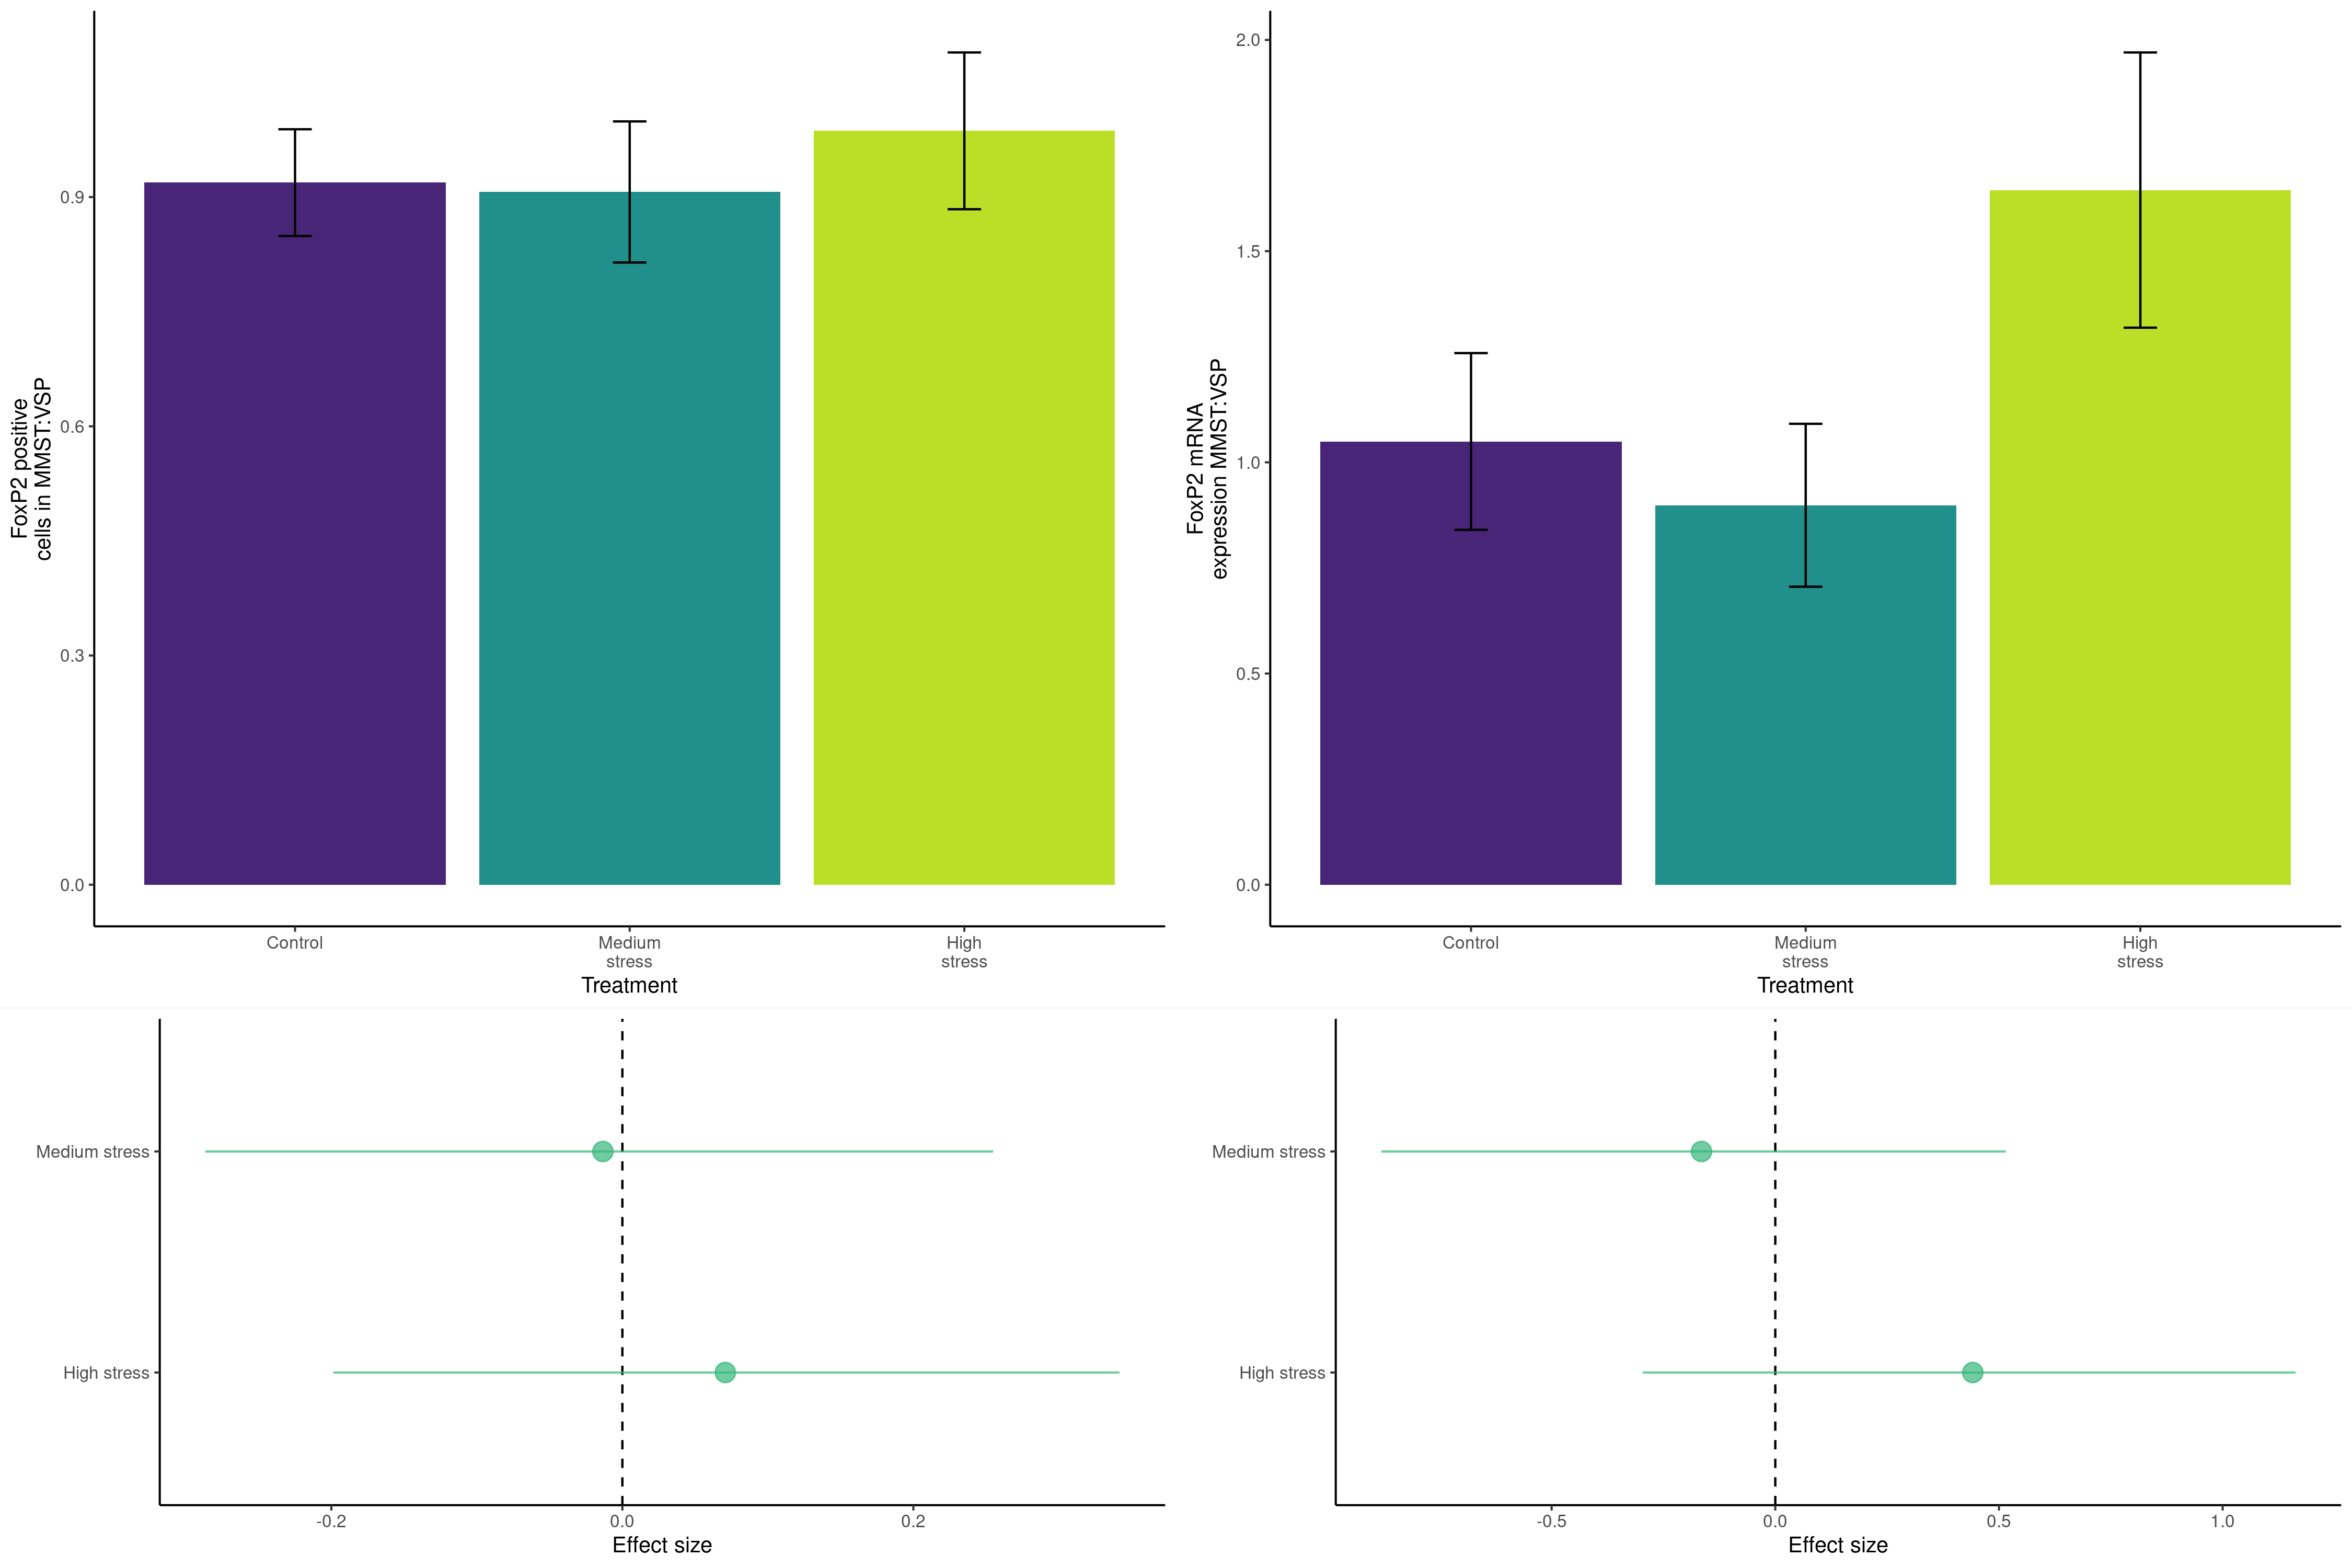 FoxP2 positive
cells in MMST:VSP
0.9
0.6
0.3
0.0
Control
Medium
stress
High
stress
Treatment
FoxP2 mRNA
expression MMST:VSP
2.0
1.5
1.0
0.5
0.0
Control
Medium
stress
High
stress
Treatment
Medium stress
High stress
-0.2
0.0
0.2
Effect size
Medium stress
High stress
-0.5
0.0
0.5
1.0
Effect size